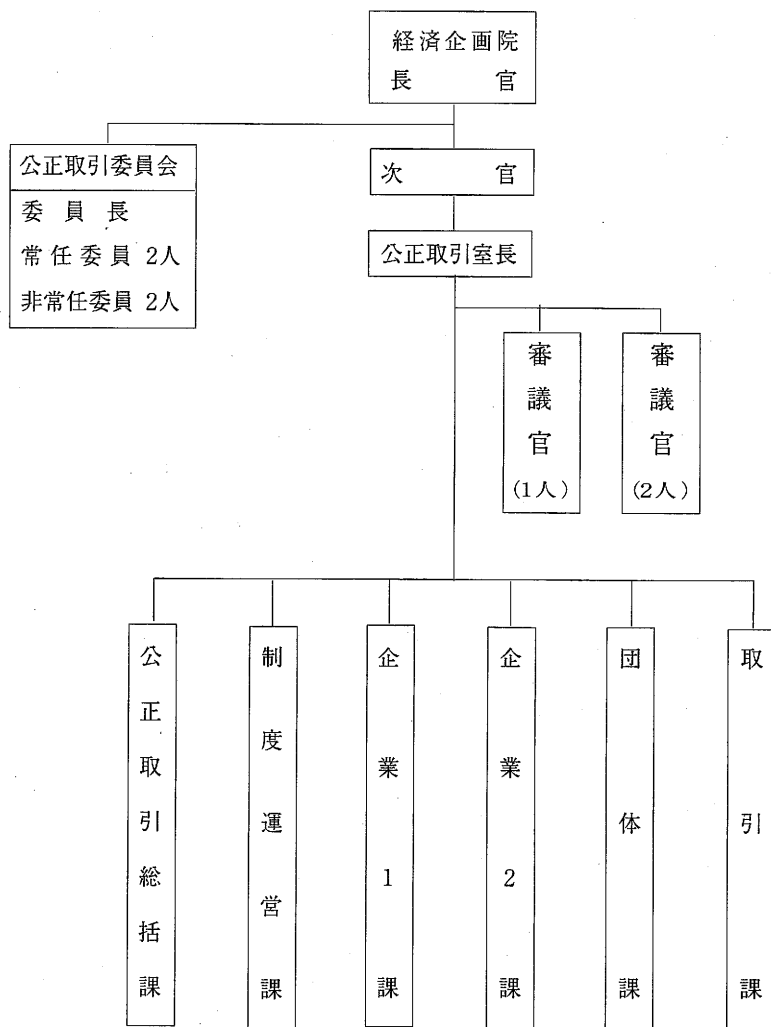 経済企画院
長官
公正取引委員会
委員長
常任委員 2人
非常任委員 2人
次官
公正取引室長
審議官
(1人)
審議官
(2人)
公正取引総括課
制度運営課
企業1課
企業2課
団体課
取引課